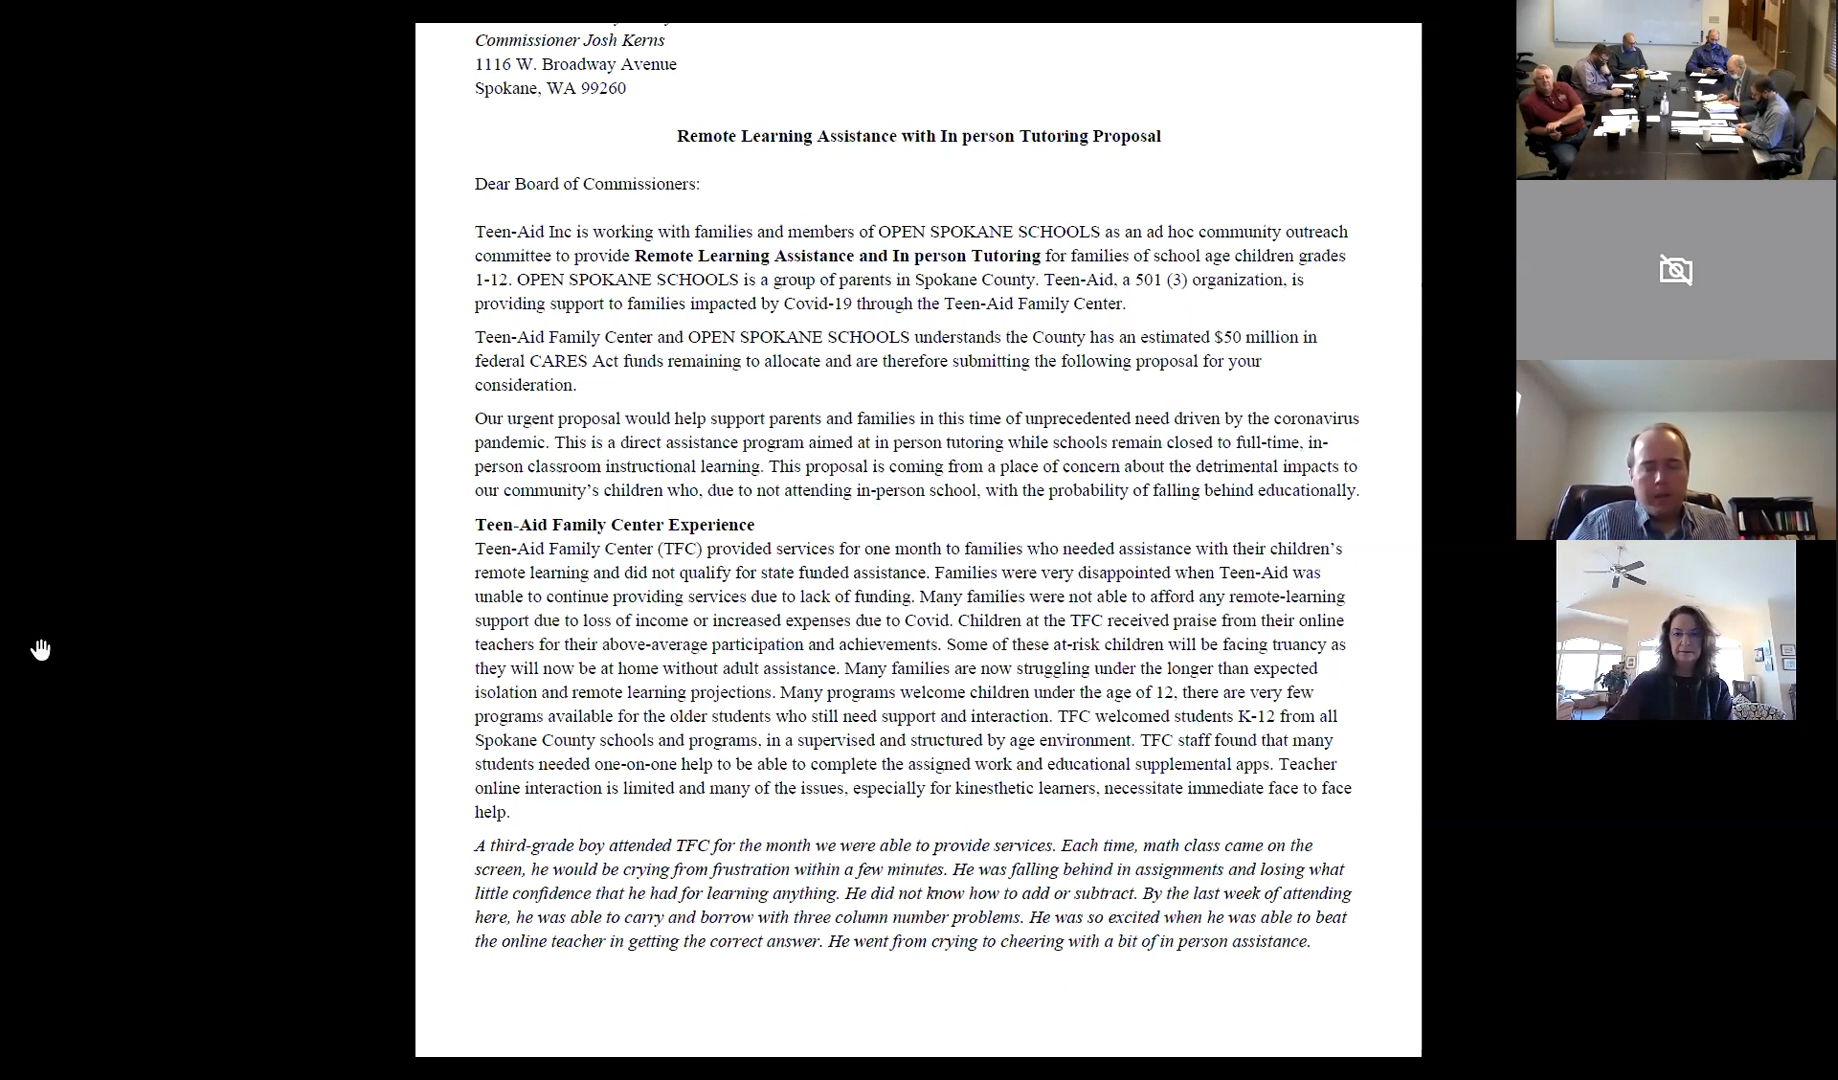 Commissioner Josh Kerns
1116 W. Broadway Avenue
Spokane, WA 99260
Remote Learning Assistance with In person Tutoring Proposal
Dear Board of Commissioners:
Teen-Aid Inc is working with families and members of OPEN SPOKANE SCHOOLS as an ad hoc community outreach
committee to provide Remote Learning Assistance and In person Tutoring for families of school age children grades
1-12. OPEN SPOKANE SCHOOLS is a group of parents in Spokane County. Teen-Aid, a 501 (3) organization, is
providing support to families impacted by Covid-19 through the Teen-Aid Family Center.
Teen-Aid Family Center and OPEN SPOKANE SCHOOLS understands the County has an estimated $50 million in
federal CARES Act funds remaining to allocate and are therefore submitting the following proposal for your
consideration.
Our urgent proposal would help support parents and families in this time of unprecedented need driven by the coronavirus
pandemic. This is a direct assistance program aimed at in person tutoring while schools remain closed to full-time, in-
person classroom instructional learning. This proposal is coming from a place of concern about the detrimental impacts to
our community's children who, due to not attending in-person school, with the probability of falling behind educationally.
Teen-Aid Family Center Experience
Teen-Aid Family Center (TFC) provided services for one month to families who needed assistance with their children's
remote learning and did not qualify for state funded assistance. Families were very disappointed when Teen-Aid was
unable to continue providing services due to lack of funding. Many families were not able to afford any remote-learning
support due to loss of income or increased expenses due to Covid. Children at the TFC received praise from their online
teachers for their above-average participation and achievements. Some of these at-risk children will be facing truancy as
they will now be at home without adult assistance. Many families are now struggling under the longer than expected
isolation and remote learning projections. Many programs welcome children under the age of 12, there are very few
programs available for the older students who still need support and interaction. TFC welcomed students K-12 from all
Spokane County schools and programs, in a supervised and structured by age environment. TFC staff found that many
students needed one-on-one help to be able to complete the assigned work and educational supplemental apps. Teacher
online interaction is limited and many of the issues, especially for kinesthetic learners, necessitate immediate face to face
help.
A third-grade boy attended TFC for the month we were able to provide services. Each time, math class came on the
screen, he would be crying from frustration within a few minutes. He was falling behind in assignments and losing what
little confidence that he had for learning anything. He did not know how to add or subtract. By the last week of attending
here, he was able to carry and borrow with three column number problems. He was so excited when he was able to beat
the online teacher in getting the correct answer. He went from crying to cheering with a bit of in person assistance.